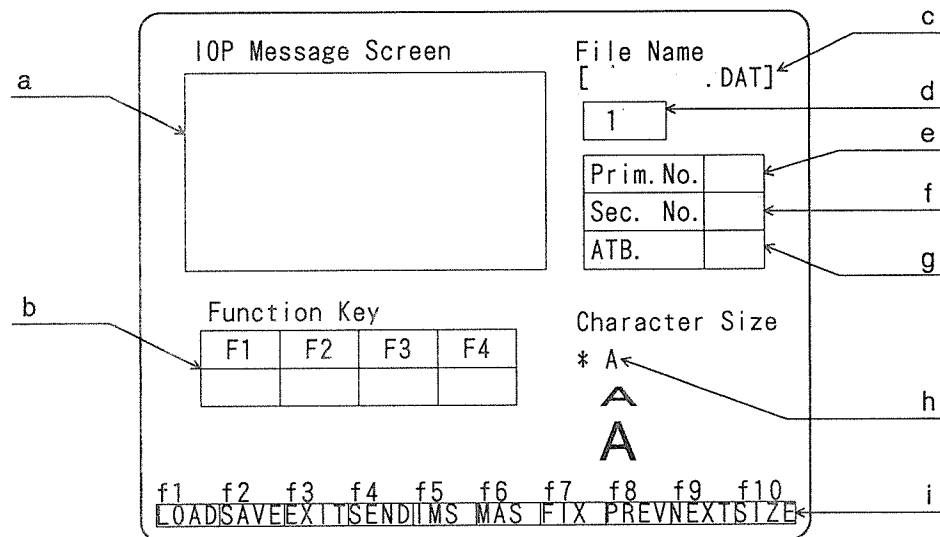 IOP Message Screen
a
b
Function Key
F1 F2 F3 F4
File Name
[ .DAT]
1
Prim. No.
Sec. No.
ATB.
Character Size
* A
A
A
c
d
e
f
g
h
i
f1 f2 f3 f4 f5 f6 f7 f8 f9 f10
LOAD SAVE EXIT SEND IMS MAS FIX PREV NEXT SIZE